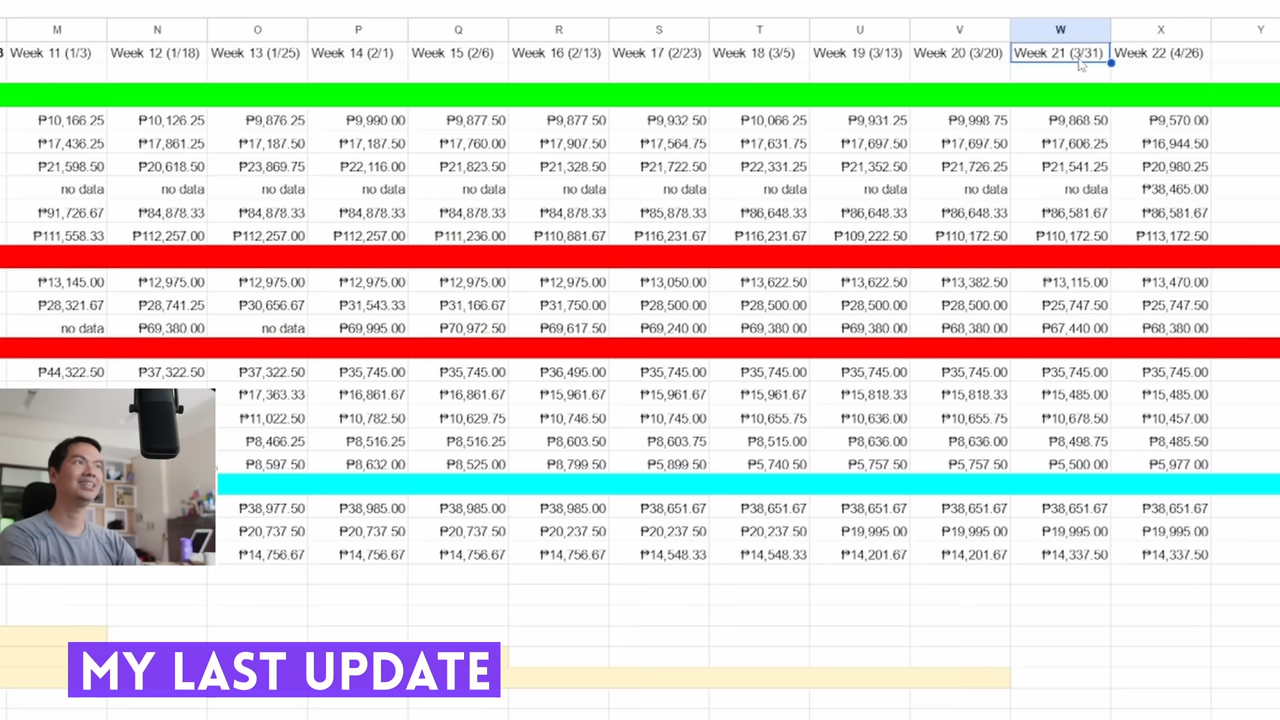 M N O P Q R S T U V W X Y
3 Week 11 (1/3) Week 12 (1/18) Week 13 (1/25) Week 14 (2/1) Week 15 (2/6) Week 16 (2/13) Week 17 (2/23) Week 18 (3/5) Week 19 (3/13) Week 20 (3/20) Week 21 (3/31) Week 22 (4/26)
₱10,166.25 ₱10,126.25 ₱9,876.25 ₱9,990.00 ₱9,877.50 ₱9,877.50 ₱9,932.50 ₱10,066.25 ₱9,931.25 ₱9,998.75 ₱9,868.50 ₱9,570.00
₱17,436.25 ₱17,861.25 ₱17,187.50 ₱17,187.50 ₱17,760.00 ₱17,907.50 ₱17,564.75 ₱17,631.75 ₱17,697.50 ₱17,697.50 ₱17,606.25 ₱16,944.50
₱21,598.50 ₱20,618.50 ₱23,869.75 ₱22,116.00 ₱21,823.50 ₱21,328.50 ₱21,722.50 ₱22,331.25 ₱21,352.50 ₱21,726.25 ₱21,541.25 ₱20,980.25
no data no data no data no data no data no data no data no data no data no data no data ₱38,465.00
₱91,726.67 ₱84,878.33 ₱84,878.33 ₱84,878.33 ₱84,878.33 ₱84,878.33 ₱85,878.33 ₱86,648.33 ₱86,648.33 ₱86,648.33 ₱86,581.67 ₱86,581.67
₱111,558.33 ₱112,257.00 ₱112,257.00 ₱112,257.00 ₱111,236.00 ₱110,881.67 ₱116,231.67 ₱116,231.67 ₱109,222.50 ₱110,172.50 ₱110,172.50 ₱113,172.50
₱13,145.00 ₱12,975.00 ₱12,975.00 ₱12,975.00 ₱12,975.00 ₱12,975.00 ₱13,050.00 ₱13,622.50 ₱13,622.50 ₱13,382.50 ₱13,115.00 ₱13,470.00
₱28,321.67 ₱28,741.25 ₱30,656.67 ₱31,543.33 ₱31,166.67 ₱31,750.00 ₱28,500.00 ₱28,500.00 ₱28,500.00 ₱28,500.00 ₱25,747.50 ₱25,747.50
no data ₱69,380.00 no data ₱69,995.00 ₱70,972.50 ₱69,617.50 ₱69,240.00 ₱69,380.00 ₱69,380.00 ₱68,380.00 ₱67,440.00 ₱68,380.00
₱44,322.50 ₱37,322.50 ₱37,322.50 ₱35,745.00 ₱35,745.00 ₱36,495.00 ₱35,745.00 ₱35,745.00 ₱35,745.00 ₱35,745.00 ₱35,745.00 ₱35,745.00
₱17,363.33 ₱16,861.67 ₱16,861.67 ₱15,961.67 ₱15,961.67 ₱15,961.67 ₱15,818.33 ₱15,818.33 ₱15,485.00 ₱15,485.00
₱11,022.50 ₱10,782.50 ₱10,629.75 ₱10,746.50 ₱10,745.00 ₱10,655.75 ₱10,636.00 ₱10,655.75 ₱10,678.50 ₱10,457.00
₱8,466.25 ₱8,516.25 ₱8,516.25 ₱8,603.50 ₱8,603.75 ₱8,515.00 ₱8,636.00 ₱8,636.00 ₱8,498.75 ₱8,485.50
₱8,597.50 ₱8,632.00 ₱8,525.00 ₱8,799.50 ₱5,899.50 ₱5,740.50 ₱5,757.50 ₱5,757.50 ₱5,500.00 ₱5,977.00
₱38,977.50 ₱38,985.00 ₱38,985.00 ₱38,985.00 ₱38,651.67 ₱38,651.67 ₱38,651.67 ₱38,651.67 ₱38,651.67 ₱38,651.67
₱20,737.50 ₱20,737.50 ₱20,737.50 ₱20,737.50 ₱20,237.50 ₱20,237.50 ₱19,995.00 ₱19,995.00 ₱19,995.00 ₱19,995.00
₱14,756.67 ₱14,756.67 ₱14,756.67 ₱14,756.67 ₱14,548.33 ₱14,548.33 ₱14,201.67 ₱14,201.67 ₱14,337.50 ₱14,337.50
MY LAST UPDATE